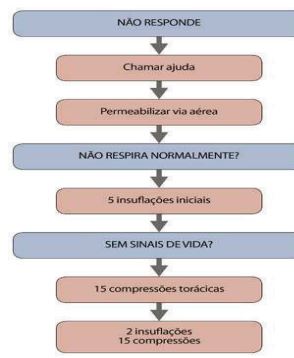 NÃO RESPONDE
Chamar ajuda
Permeabilizar via aérea
NÃO RESPIRA NORMALMENTE?
5 insuflações iniciais
SEM SINAIS DE VIDA?
15 compressões torácicas
2 insuflações
15 compressões